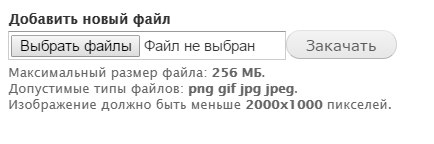 Добавить новый файл
Выбрать файлы Файл не выбран Закачать
Максимальный размер файла: 256 МБ.
Допустимые типы файлов: png gif jpg jpeg.
Изображение должно быть меньше 2000x1000 пикселей.